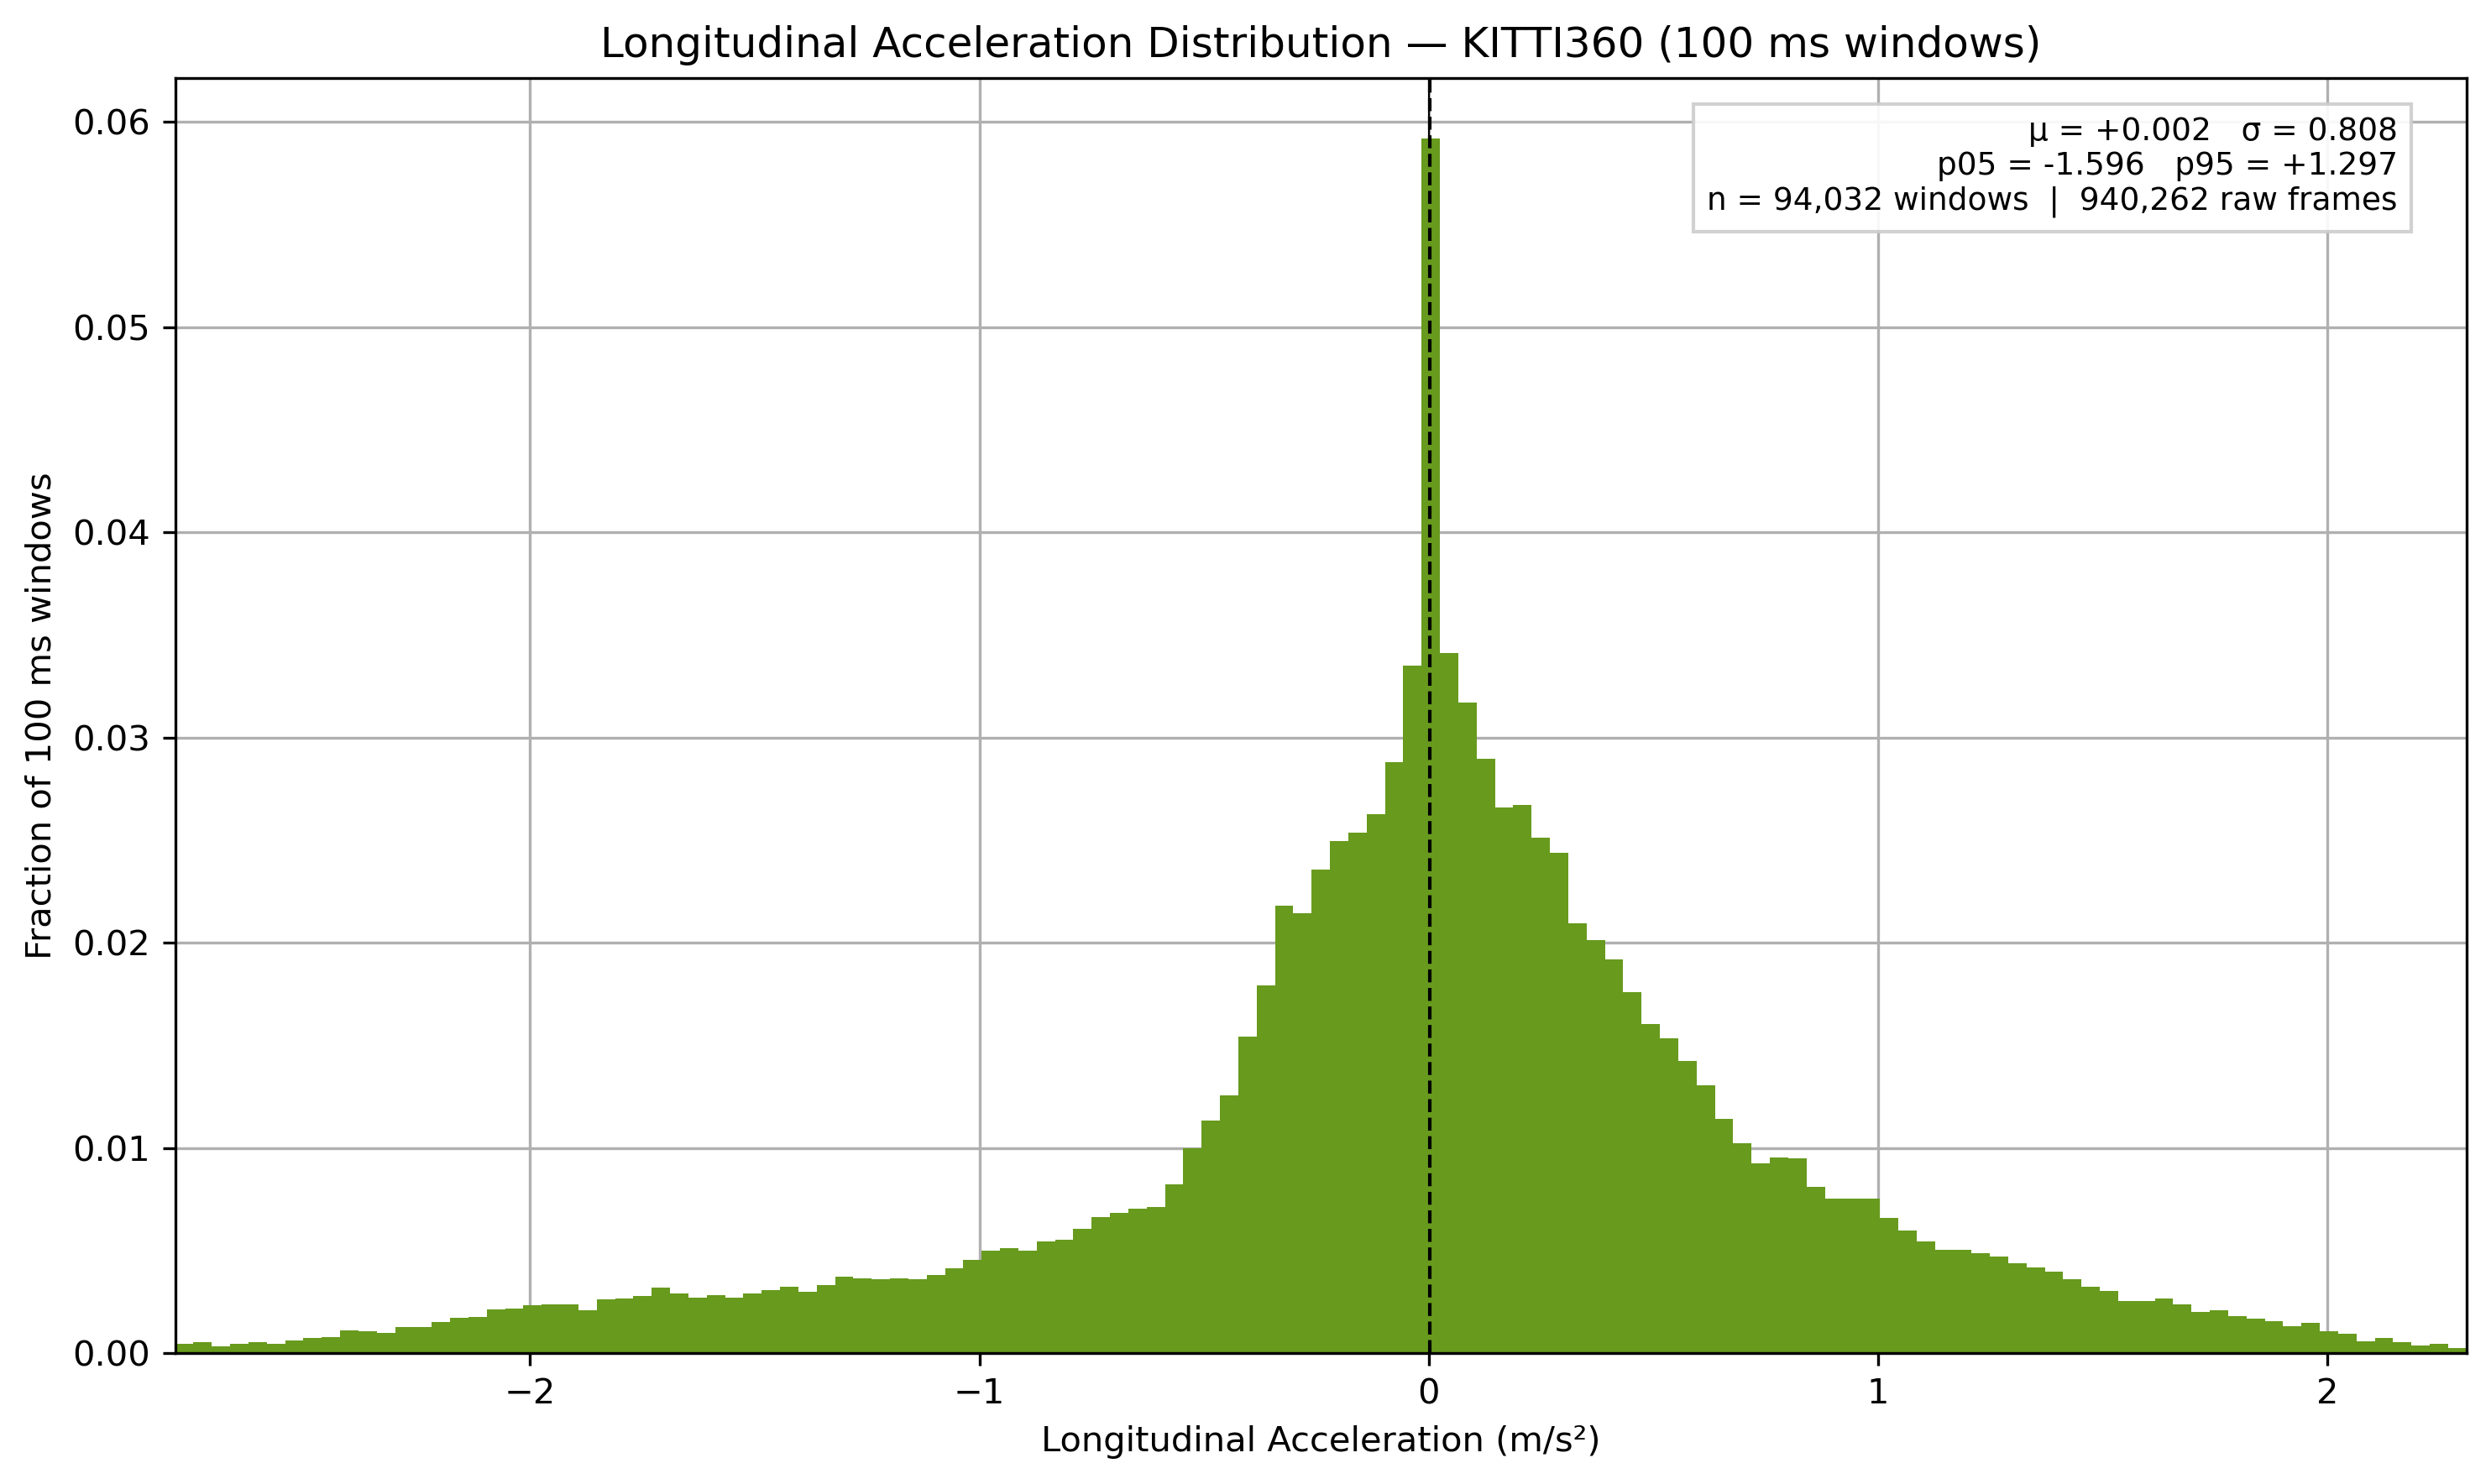 Longitudinal Acceleration Distribution — KITTI360 (100 ms windows)
μ = +0.002   σ = 0.808
p05 = -1.596   p95 = +1.297
n = 94,032 windows  |  940,262 raw frames
Fraction of 100 ms windows
0.06
0.05
0.04
0.03
0.02
0.01
0.00
−2
−1
0
1
2
Longitudinal Acceleration (m/s²)